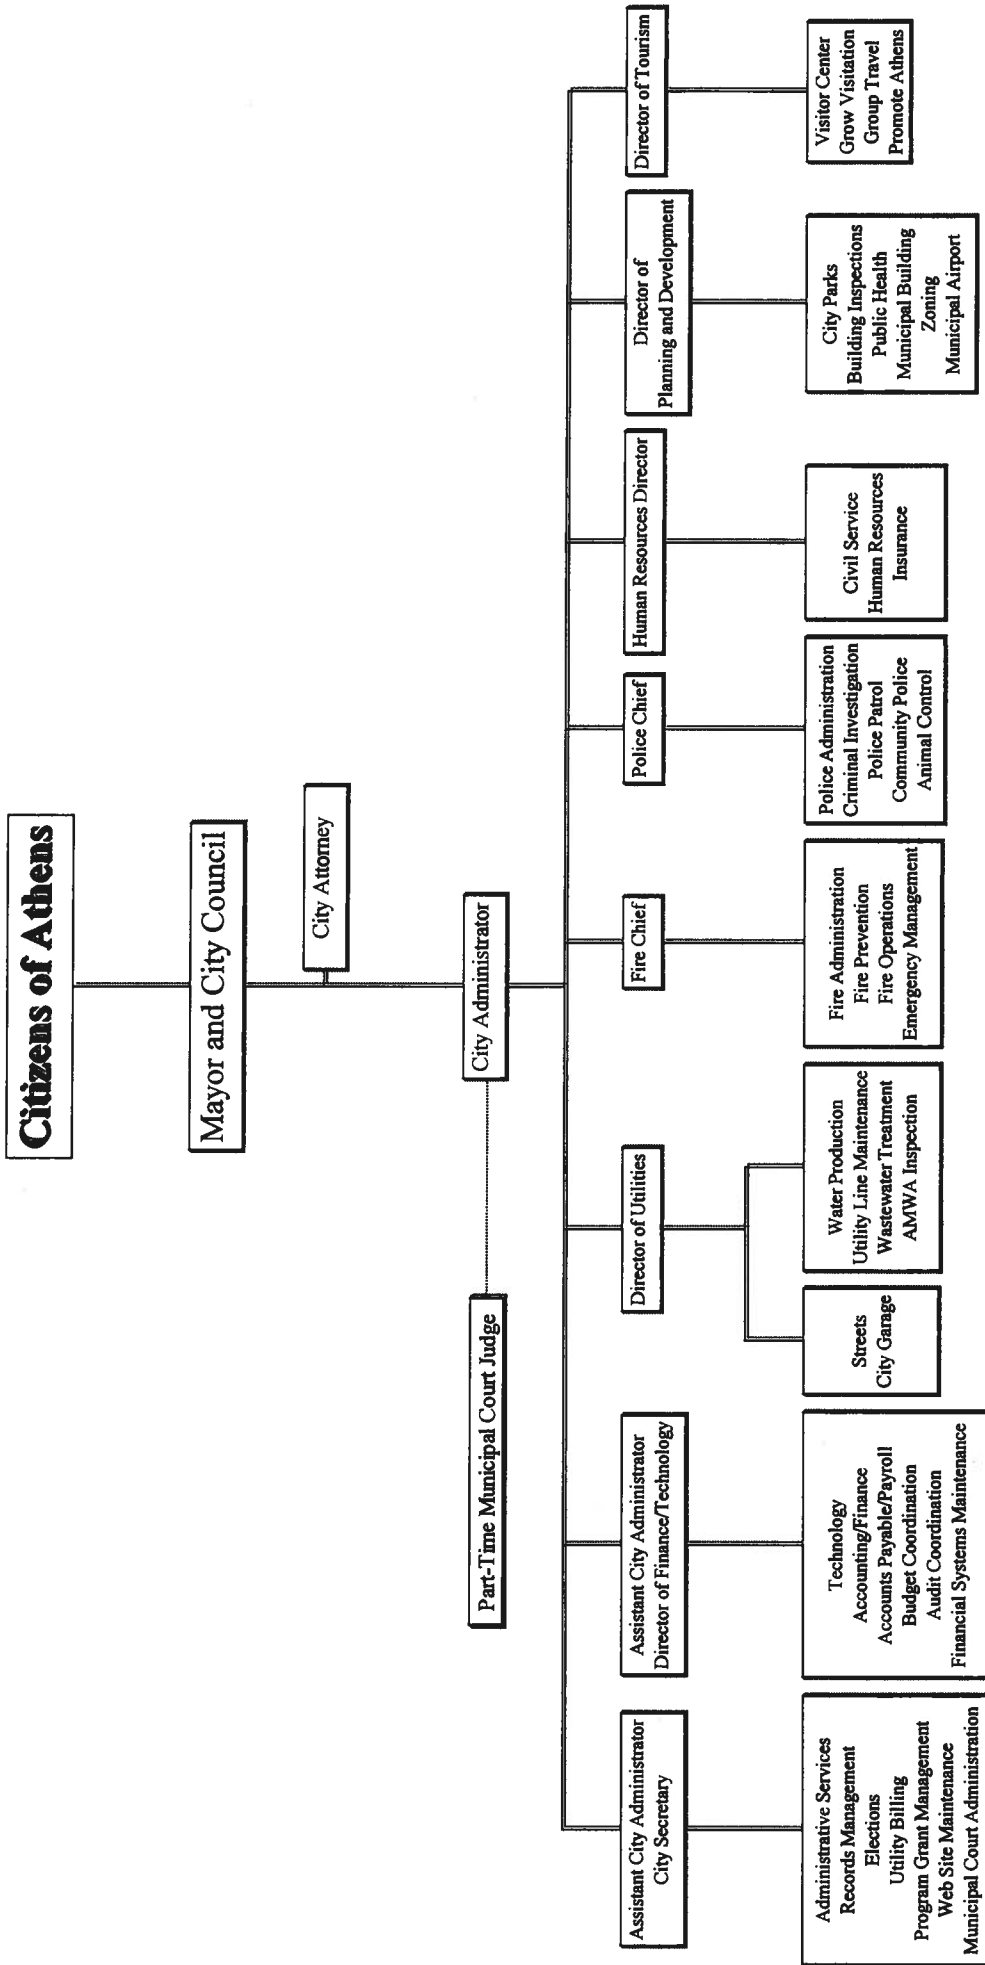 Citizens of Athens
Mayor and City Council
City Attorney
City Administrator
Part-Time Municipal Court Judge
Assistant City Administrator
City Secretary
Assistant City Administrator
Director of Finance/Technology
Director of Utilities
Fire Chief
Police Chief
Human Resources Director
Director of
Planning and Development
Director of Tourism
Administrative Services
Records Management
Elections
Utility Billing
Program Grant Management
Web Site Maintenance
Municipal Court Administration
Technology
Accounting/Finance
Accounts Payable/Payroll
Budget Coordination
Audit Coordination
Financial Systems Maintenance
Streets
City Garage
Water Production
Utility Line Maintenance
Wastewater Treatment
AMWA Inspection
Fire Administration
Fire Prevention
Fire Operations
Emergency Management
Police Administration
Criminal Investigation
Police Patrol
Community Police
Animal Control
Civil Service
Human Resources
Insurance
City Parks
Building Inspections
Public Health
Municipal Building
Zoning
Municipal Airport
Visitor Center
Grow Visitation
Group Travel
Promote Athens